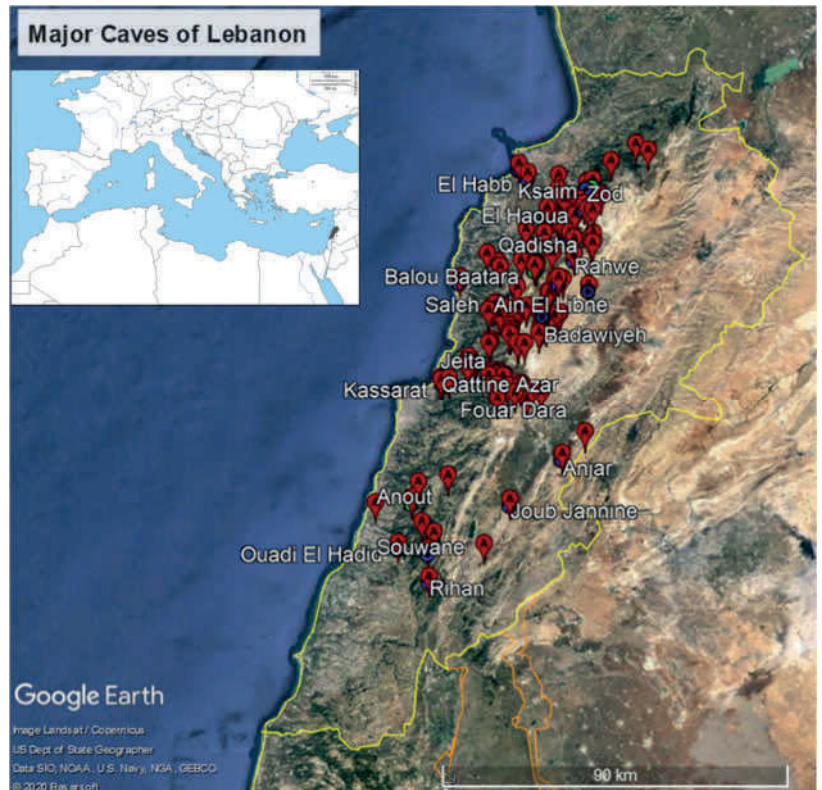 Major Caves of Lebanon
El Habb
Ksaim
Zod
El Haoua
Qadisha
Rahwe
Balou Baatara
Saleh
Ain El Libne
Badawiyeh
Jeita
Kassarat
Qattine Azar
Fouar Dara
Anjar
Anout
Joub Jannine
Souwane
Ouadi El Hadid
Rihan
Google Earth
Image Landsat / Copernicus
US Dept of State Geographer
Data SIO, NOAA, U.S. Navy, NGA, GEBCO
© 2020 Basarsoft
90 km